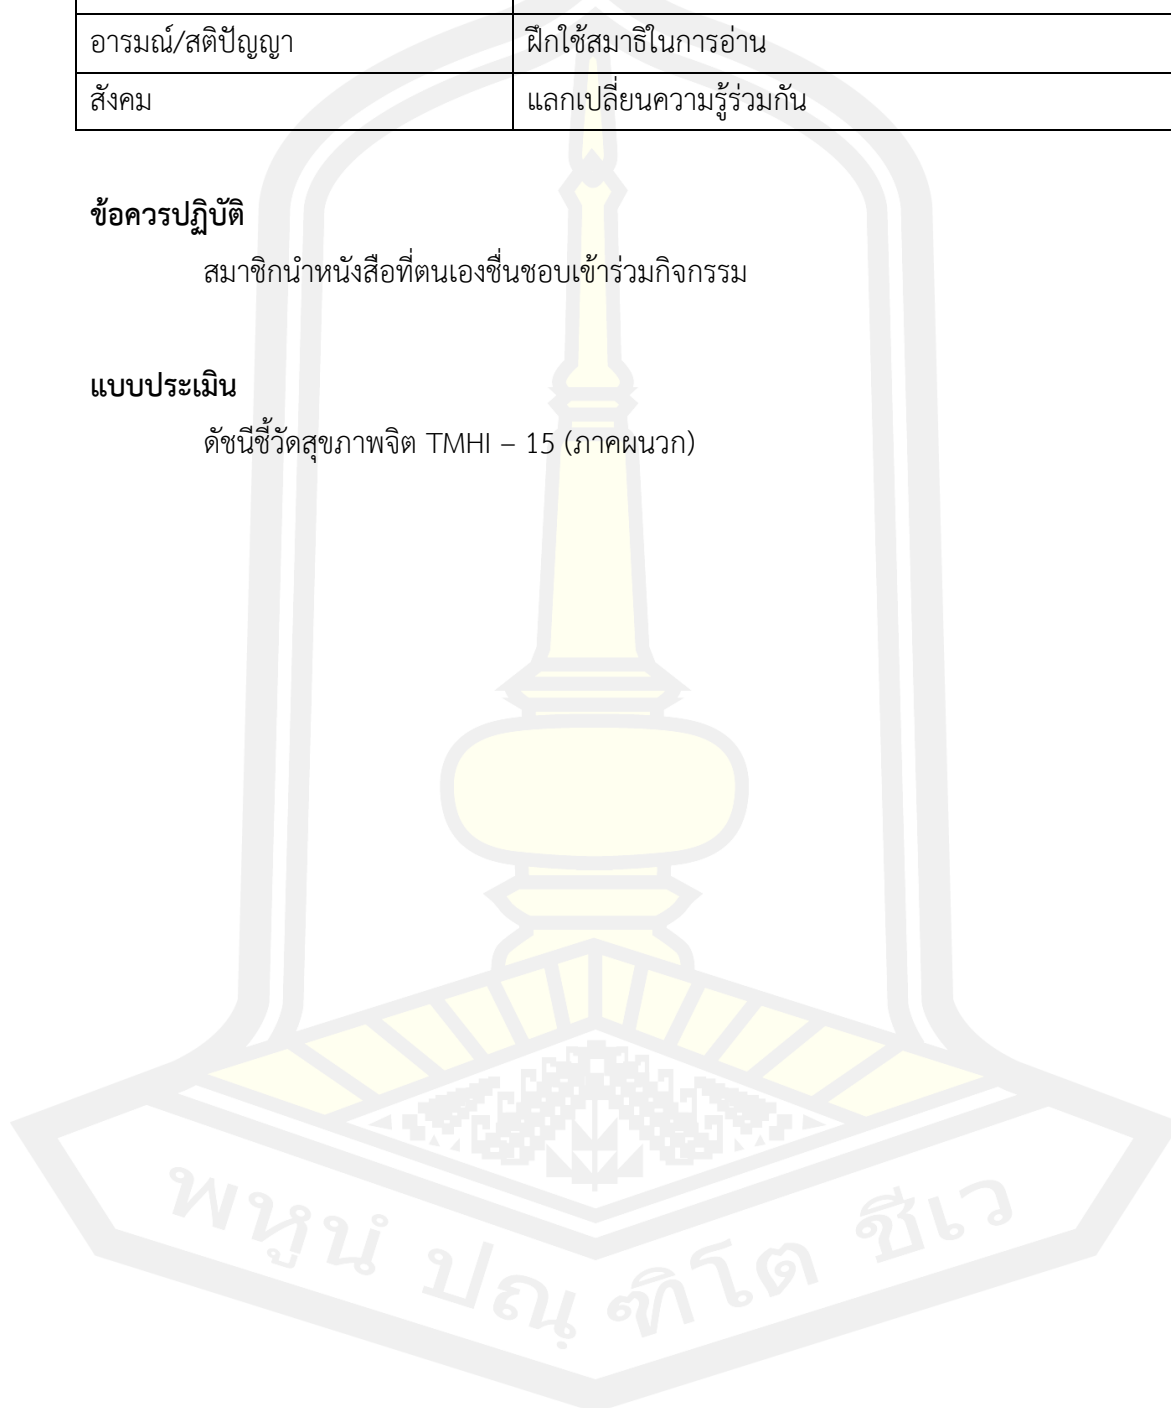 อารมณ์/สติปัญญา ฝึกใช้สมาธิในการอ่าน
สังคม แลกเปลี่ยนความรู้ร่วมกัน
ข้อควรปฏิบัติ
สมาชิกนำหนังสือที่ตนเองชื่นชอบเข้าร่วมกิจกรรม
แบบประเมิน
ดัชนีชี้วัดสุขภาพจิต TMHI – 15 (ภาคผนวก)
พหูนํ ปณฺฑิโต ชีเว